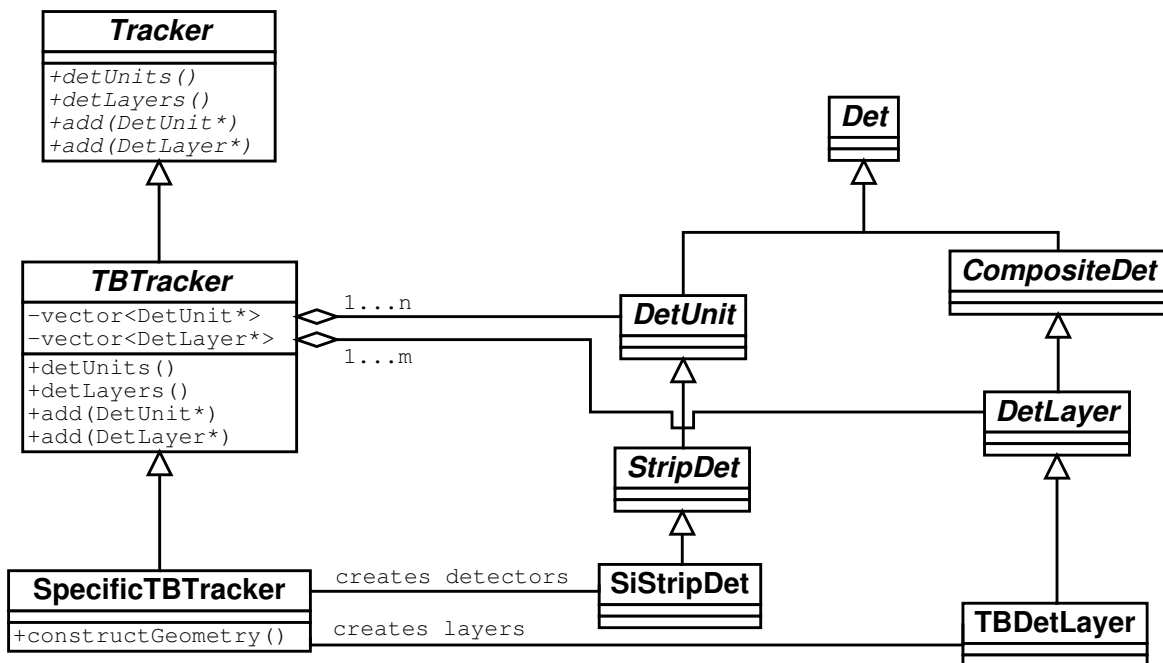 Tracker
+detUnits()
+detLayers()
+add(DetUnit*)
+add(DetLayer*)
Det
TBTracker
-vector<DetUnit*>
-vector<DetLayer*>
+detUnits()
+detLayers()
+add(DetUnit*)
+add(DetLayer*)
1...n
1...m
DetUnit
CompositeDet
DetLayer
StripDet
SpecificTBTracker
+constructGeometry()
creates detectors
creates layers
SiStripDet
TBDetLayer